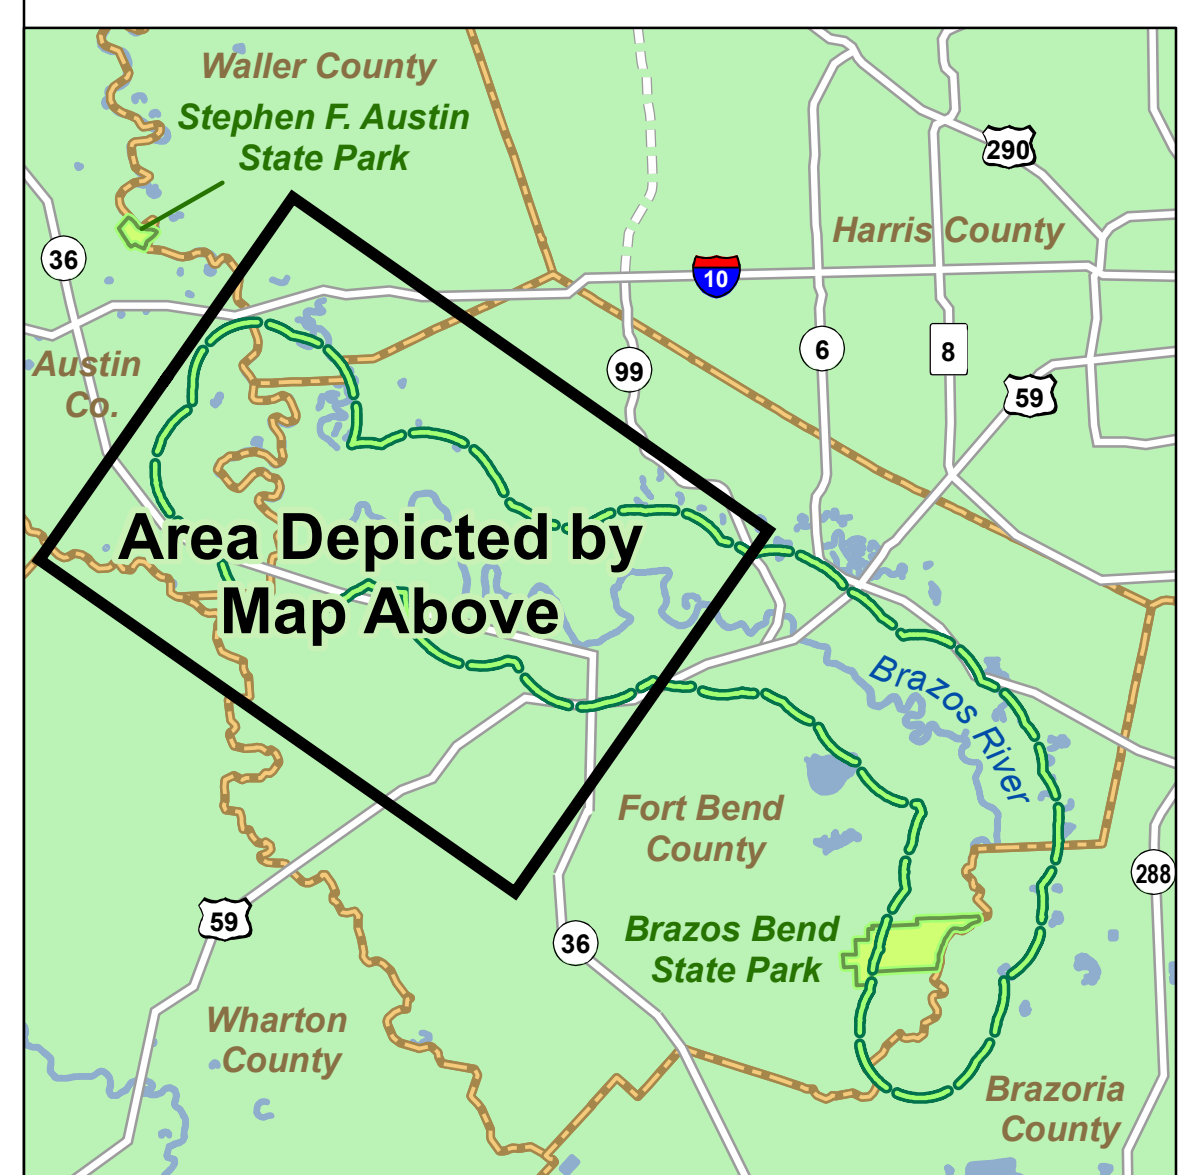 Waller County
Stephen F. Austin
State Park
290
Harris County
36
10
6
8
Austin
Co.
99
59
Area Depicted by
Map Above
Brazos River
Fort Bend
County
288
59
36
Brazos Bend
State Park
Wharton
County
Brazoria
County